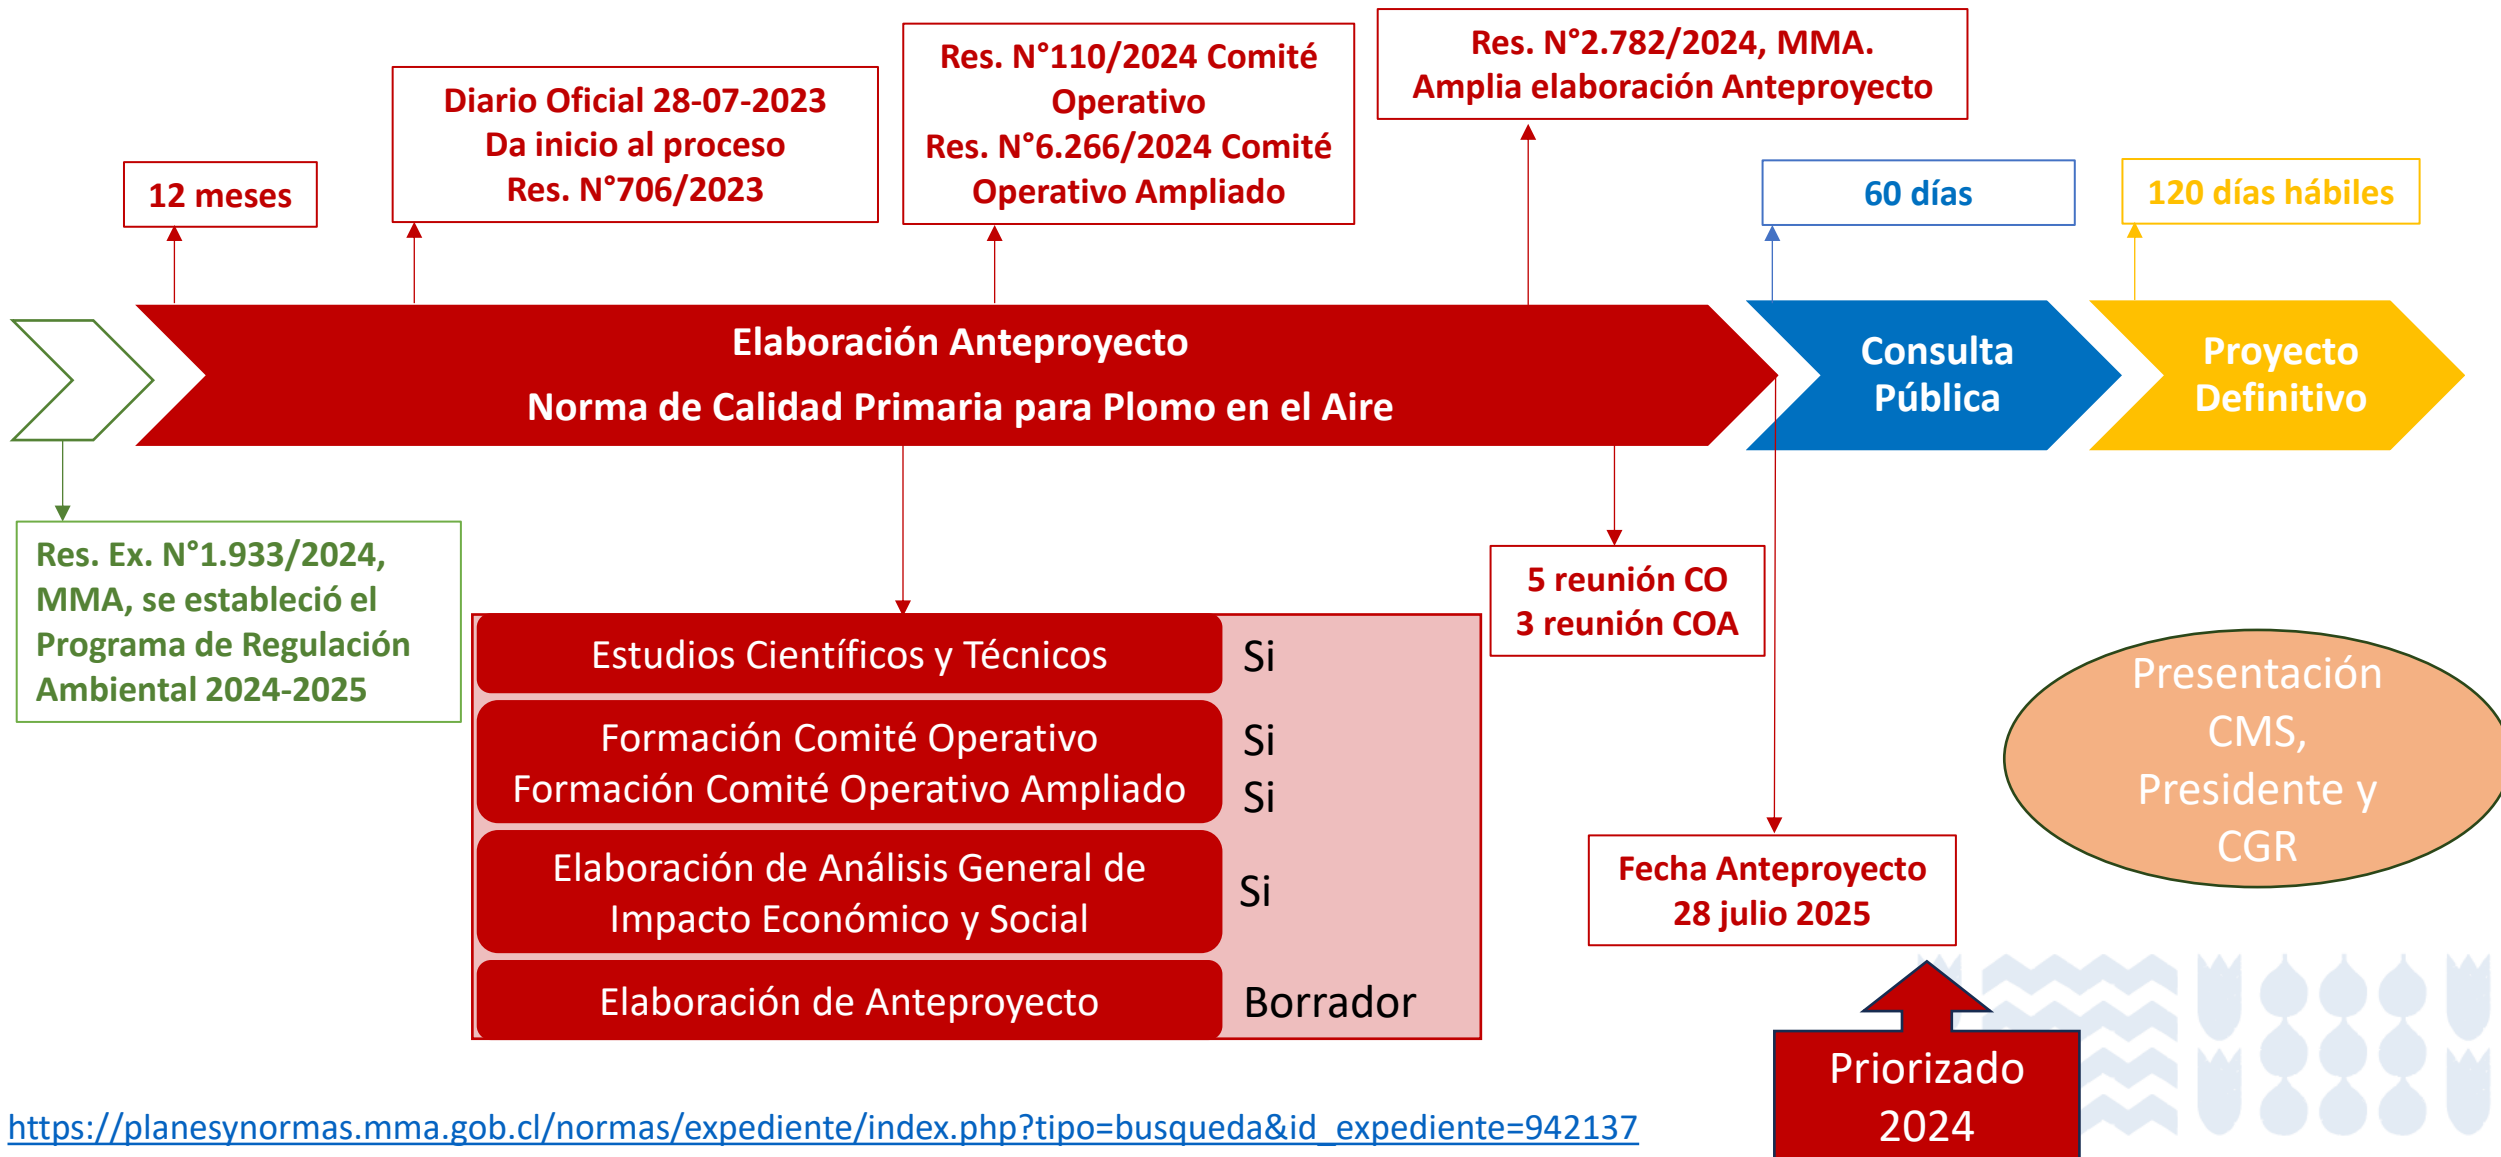 12 meses
Diario Oficial 28-07-2023
Da inicio al proceso
Res. N°706/2023
Res. N°110/2024 Comité
Operativo
Res. N°6.266/2024 Comité
Operativo Ampliado
Res. N°2.782/2024, MMA.
Amplia elaboración Anteproyecto
60 días
120 días hábiles
Elaboración Anteproyecto
Norma de Calidad Primaria para Plomo en el Aire
Consulta
Pública
Proyecto
Definitivo
Res. Ex. N°1.933/2024,
MMA, se estableció el
Programa de Regulación
Ambiental 2024-2025
Estudios Científicos y Técnicos
Si
Formación Comité Operativo
Si
Formación Comité Operativo Ampliado
Si
Elaboración de Análisis General de
Impacto Económico y Social
Si
Elaboración de Anteproyecto
Borrador
5 reunión CO
3 reunión COA
Fecha Anteproyecto
28 julio 2025
Presentación
CMS,
Presidente y
CGR
Priorizado
2024
https://planesynormas.mma.gob.cl/normas/expediente/index.php?tipo=busqueda&id_expediente=942137